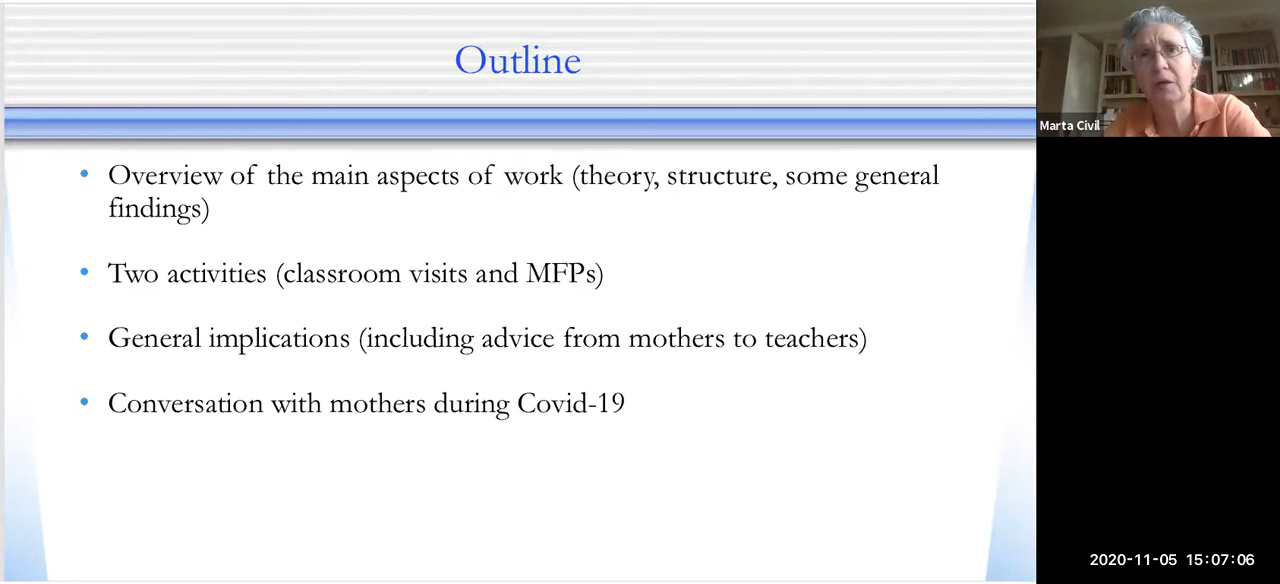 Outline
• Overview of the main aspects of work (theory, structure, some general
findings)
• Two activities (classroom visits and MFPs)
• General implications (including advice from mothers to teachers)
• Conversation with mothers during Covid-19
Marta Civil
2020-11-05 15:07:06